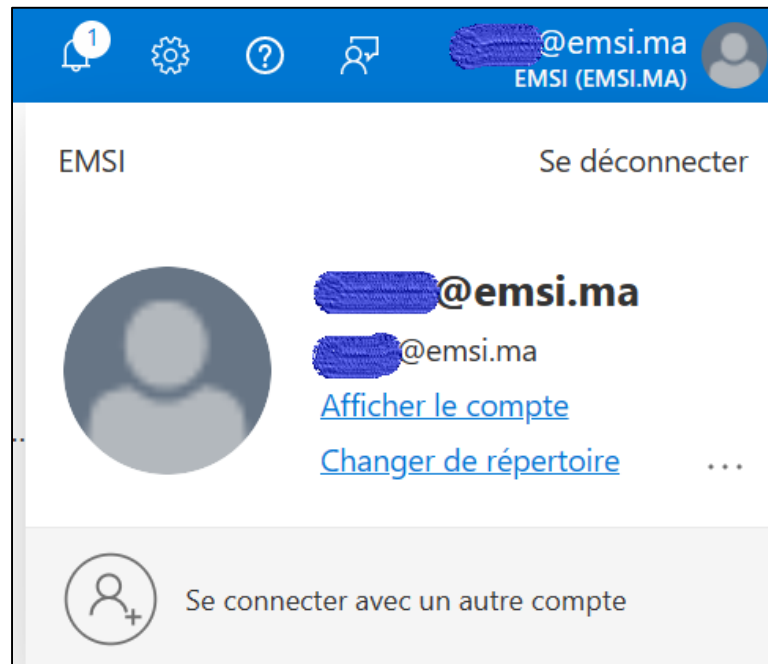 1
@emsi.ma
EMSI (EMSI.MA)
EMSI
Se déconnecter
@emsi.ma
@emsi.ma
Afficher le compte
Changer de répertoire
...
Se connecter avec un autre compte